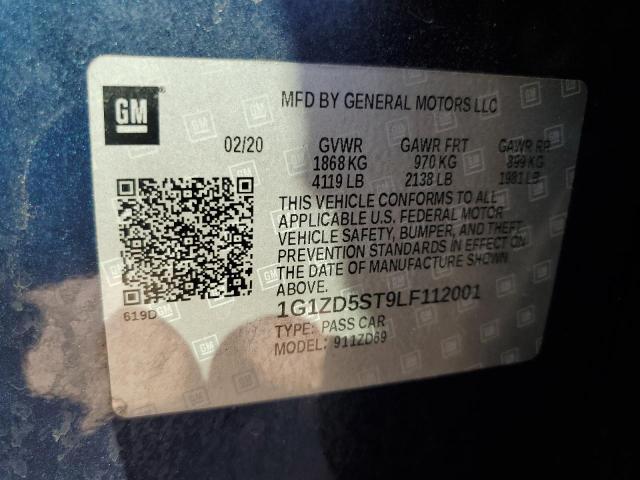 GM
MFD BY GENERAL MOTORS LLC
02/20 GVWR GAWR FRT GAWR RR
1868 KG 970 KG 899 KG
4119 LB 2138 LB 1981 LB
THIS VEHICLE CONFORMS TO ALL
APPLICABLE U.S. FEDERAL MOTOR
VEHICLE SAFETY, BUMPER, AND THEFT
PREVENTION STANDARDS IN EFFECT ON
THE DATE OF MANUFACTURE SHOWN
ABOVE.
619D
1G1ZD5ST9LF112001
TYPE: PASS CAR
MODEL: 911ZD69